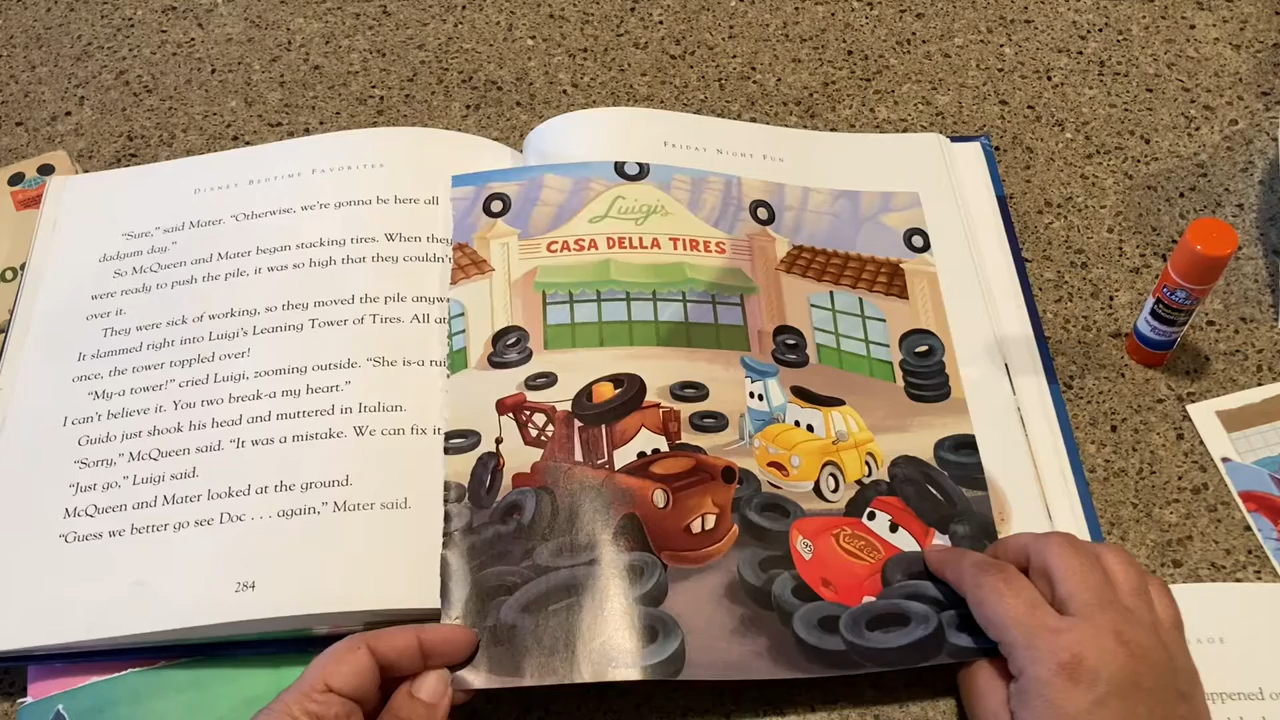 DISNEY BEDTIME FAVORITES
"Sure," said Mater. "Otherwise, we're gonna be here all
dadgum day."
So McQueen and Mater began stacking tires. When they
were ready to push the pile, it was so high that they couldn't
over it.
They were sick of working, so they moved the pile anyw
It slammed right into Luigi's Leaning Tower of Tires. All at
once, the tower toppled over!
"My-a tower!" cried Luigi, zooming outside. "She is-a rui
I can't believe it. You two break-a my heart."
Guido just shook his head and muttered in Italian.
"Sorry," McQueen said. "It was a mistake. We can fix it
"Just go," Luigi said.
McQueen and Mater looked at the ground.
"Guess we better go see Doc . . . again," Mater said.
284
FRIDAY NIGHT FUN
Luigi's
CASA DELLA TIRES
95
Rust-eze
ELMER'S
AGE
appened o